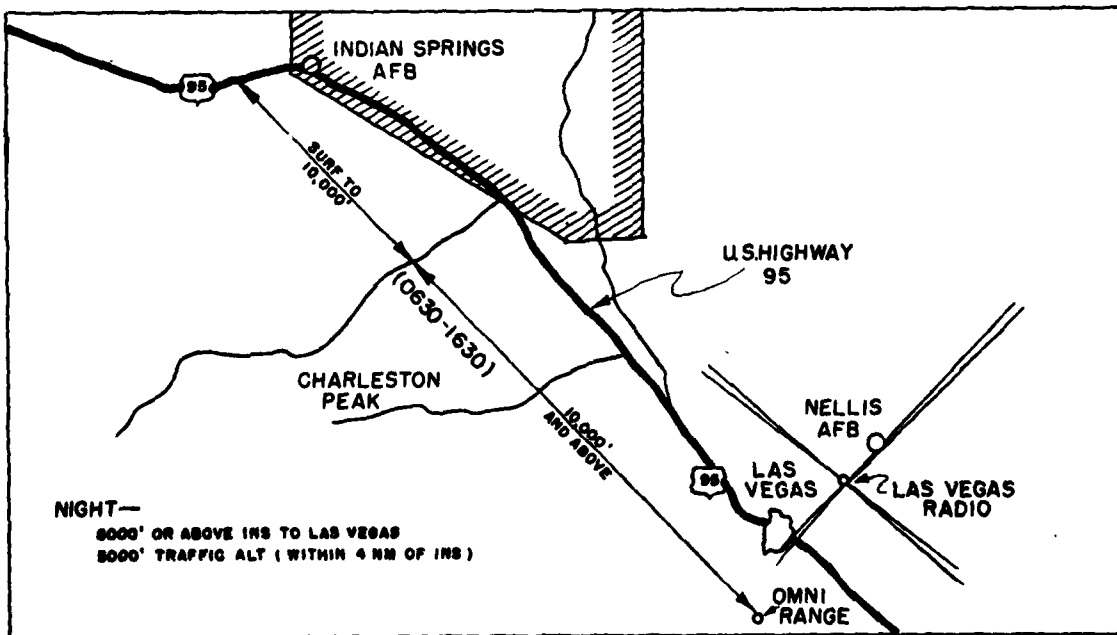 INDIAN SPRINGS
AFB
95
SURF TO
10,000'
(0630-1630)
U.S. HIGHWAY
95
CHARLESTON
PEAK
10,000'
AND ABOVE
NELLIS
AFB
95
LAS
VEGAS
LAS VEGAS
RADIO
NIGHT—
8000' OR ABOVE INS TO LAS VEGAS
5000' TRAFFIC ALT (WITHIN 4 NM OF INS)
OMNI
RANGE